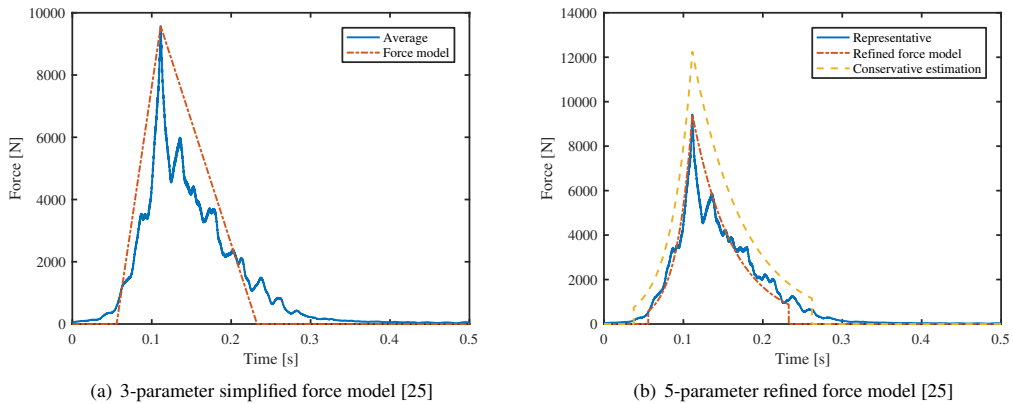 10000
8000
6000
4000
2000
0
Force [N]
0 0.1 0.2 0.3 0.4 0.5
Time [s]
Average
Force model
(a) 3-parameter simplified force model [25]
14000
12000
10000
8000
6000
4000
2000
0
Force [N]
0 0.1 0.2 0.3 0.4 0.5
Time [s]
Representative
Refined force model
Conservative estimation
(b) 5-parameter refined force model [25]